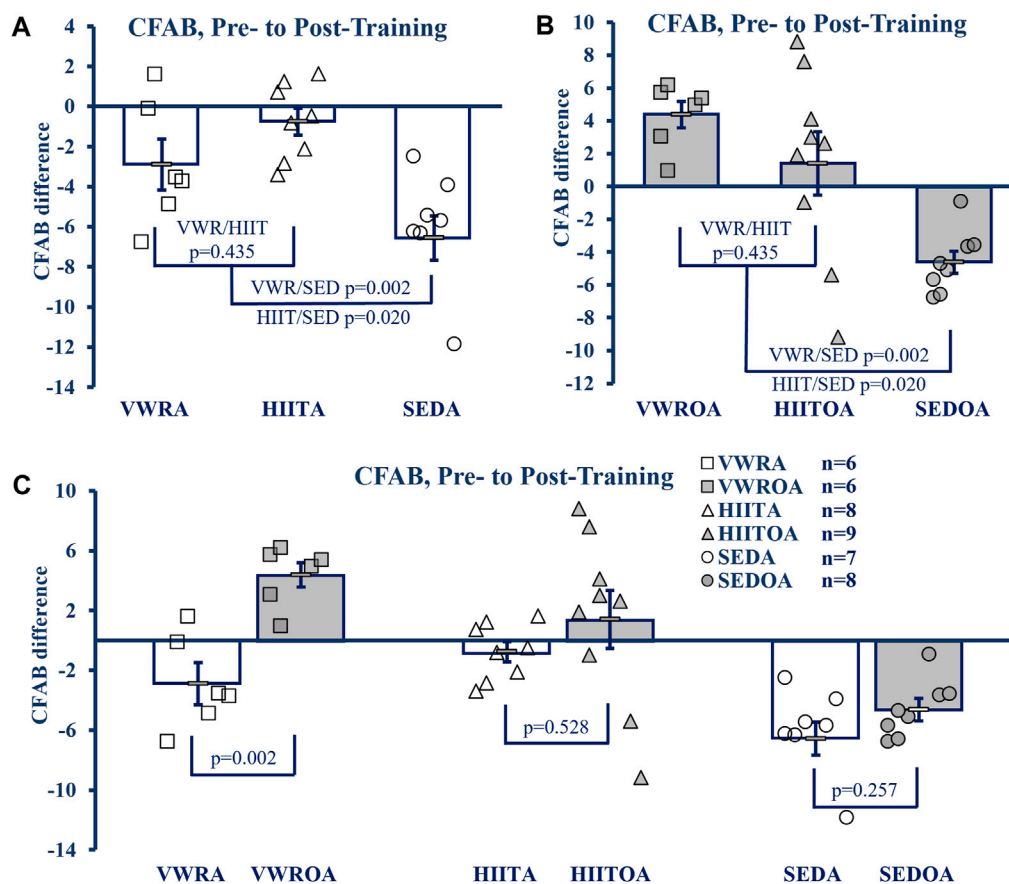 A
CFAB, Pre- to Post-Training
4
2
0
-2
-4
-6
-8
-10
-12
-14
CFAB difference
VWR/HIIT
p=0.435
VWR/SED p=0.002
HIIT/SED p=0.020
VWRA HIITA SEDA
B
CFAB, Pre- to Post-Training
10
8
6
4
2
0
-2
-4
-6
-8
-10
-12
CFAB difference
VWR/HIIT
p=0.435
VWR/SED p=0.002
HIIT/SED p=0.020
VWROA HIITOA SEDOA
C
CFAB, Pre- to Post-Training
VWRA n=6
VWROA n=6
HIITA n=8
HIITOA n=9
SEDA n=7
SEDOA n=8
10
6
2
-2
-6
-10
-14
CFAB difference
p=0.002
p=0.528
p=0.257
VWRA VWROA HIITA HIITOA SEDA SEDOA